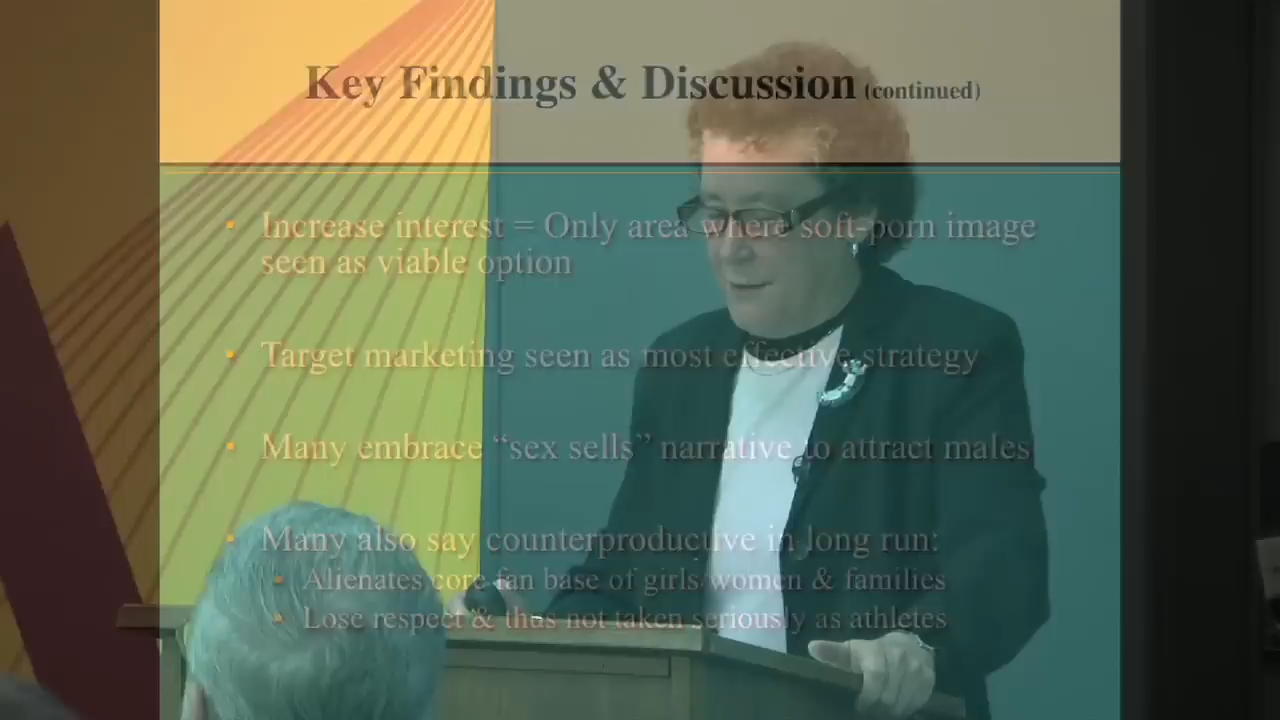 Key Findings & Discussion (continued)
• Increase interest = Only area where soft-porn image
seen as viable option
• Target marketing seen as most effective strategy
• Many embrace “sex sells” narrative to attract males
• Many also say counterproductive in long run:
• Alienates core fan base of girls/women & families
• Lose respect & thus not taken seriously as athletes